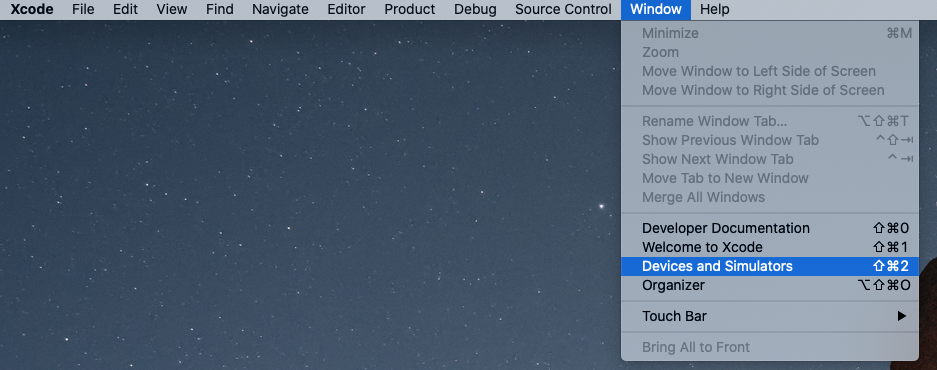 Xcode File Edit View Find Navigate Editor Product Debug Source Control Window Help
Minimize ⌘M
Zoom
Move Window to Left Side of Screen
Move Window to Right Side of Screen
Rename Window Tab... ⌥⇧⌘T
Show Previous Window Tab ^⇧⇥
Show Next Window Tab ^⇥
Move Tab to New Window
Merge All Windows
Developer Documentation ⇧⌘0
Welcome to Xcode ⇧⌘1
Devices and Simulators ⇧⌘2
Organizer ⌥⇧⌘O
Touch Bar ▶
Bring All to Front